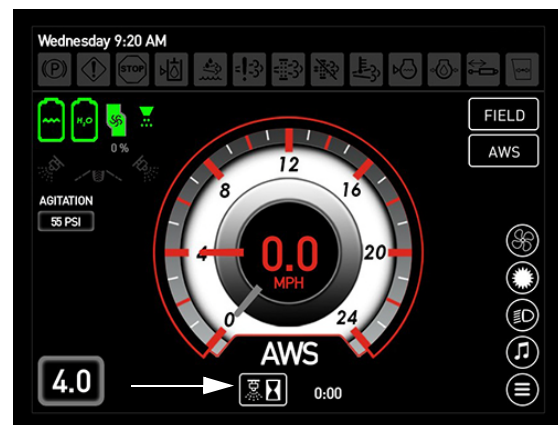 Wednesday 9:20 AM
(P)
STOP
H₂O
0 %
FIELD
AWS
AGITATION
55 PSI
0
4
8
12
16
20
24
0.0
MPH
AWS
4.0
0:00